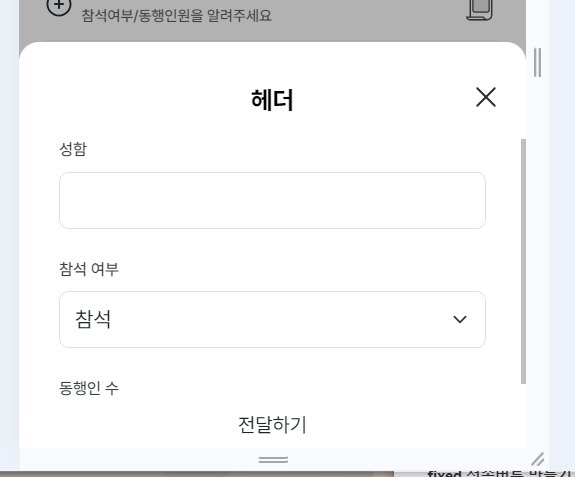 참석여부/동행인원을 알려주세요
헤더
성함
참석 여부
참석
동행인 수
전달하기
fixed